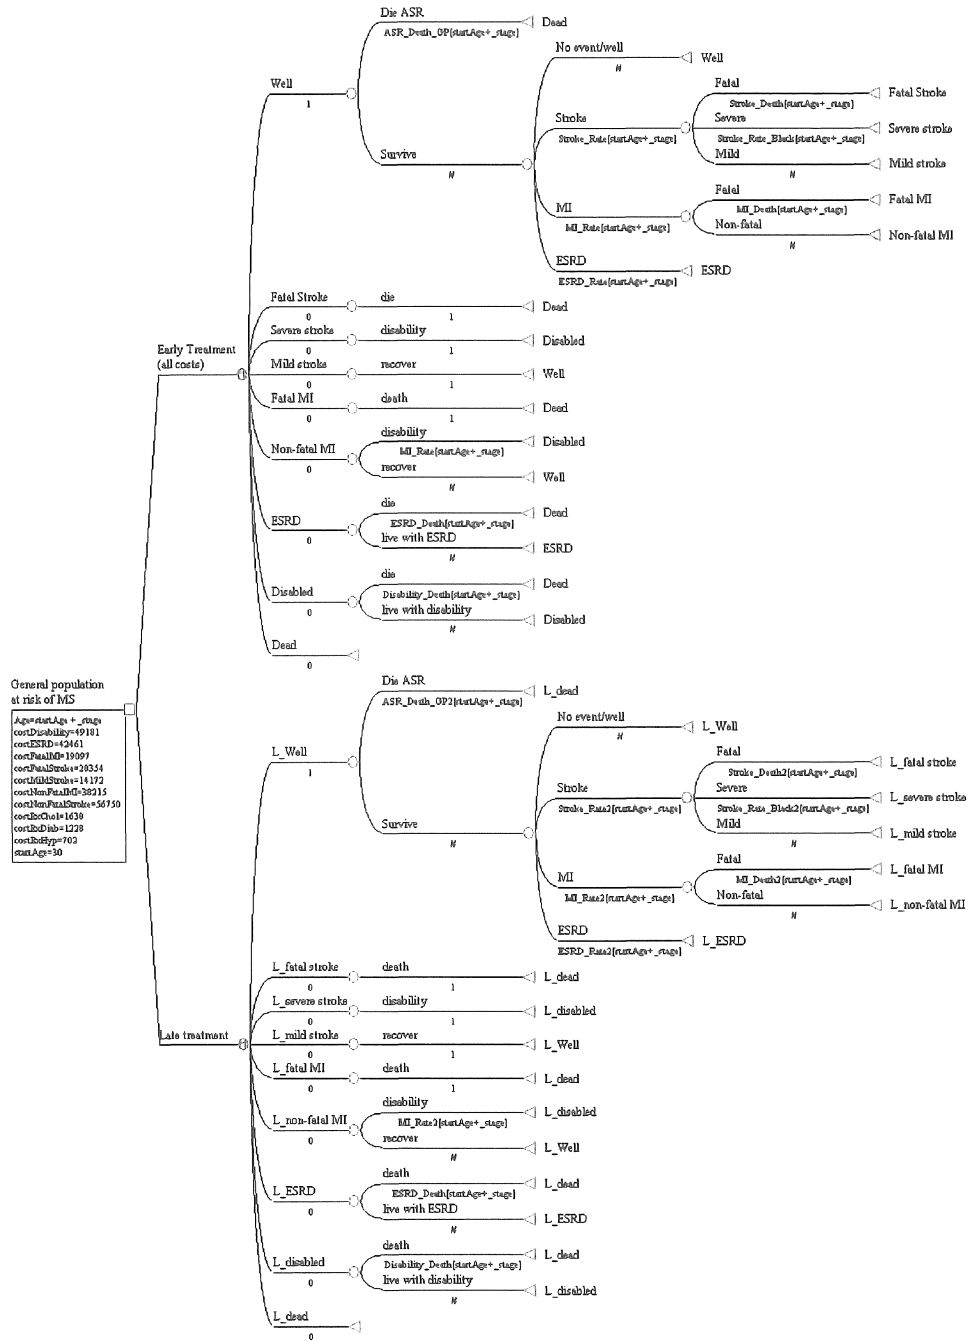 Die ASR
Dead
ASR_Death_GP[startAge+_stage]
No event/well
Well
#
Well
1
Fatal
Fatal Stroke
Stroke_Death[startAge+_stage]
Stroke
Severe
Severe stroke
Stroke_Rate[startAge+_stage]
Stroke_Rate_Block[startAge+_stage]
Survive
Mild
Mild stroke
#
#
Fatal
Fatal MI
MI
MI_Death[startAge+_stage]
MI_Rate[startAge+_stage]
Non-fatal
Non-fatal MI
#
ESRD
ESRD
ESRD_Rate[startAge+_stage]
Fatal Stroke
die
Dead
0
1
Severe stroke
disability
Disabled
0
1
Early Treatment
(all costs)
Mild stroke
recover
Well
0
1
Fatal MI
death
Dead
0
1
Non-fatal MI
0
disability
Disabled
MI_Rate[startAge+_stage]
recover
Well
#
ESRD
0
die
Dead
ESRD_Death[startAge+_stage]
live with ESRD
ESRD
#
Disabled
0
die
Dead
Disability_Death[startAge+_stage]
live with disability
Disabled
#
Dead
0
General population
at risk of MS
Age=startAge + _stage
costDisability=49181
costESRD=42461
costFatalMI=19097
costFatalStroke=20354
costMildStroke=14172
costNonFatalMI=38215
costNonFatalStroke=56750
costRxChol=1630
costRxDiab=1228
costRxHyp=702
startAge=30
Die ASR
L_dead
ASR_Death_GP2[startAge+_stage]
No event/well
L_Well
#
L_Well
1
Fatal
L_fatal stroke
Stroke_Death2[startAge+_stage]
Stroke
Severe
L_severe stroke
Stroke_Rate2[startAge+_stage]
Stroke_Rate_Block2[startAge+_stage]
Survive
Mild
L_mild stroke
#
#
Fatal
L_fatal MI
MI
MI_Death2[startAge+_stage]
MI_Rate2[startAge+_stage]
Non-fatal
L_non-fatal MI
#
ESRD
L_ESRD
ESRD_Rate2[startAge+_stage]
L_fatal stroke
death
L_dead
0
1
L_severe stroke
disability
L_disabled
0
1
Late treatment
L_mild stroke
recover
L_Well
0
1
L_fatal MI
death
L_dead
0
1
L_non-fatal MI
0
disability
L_disabled
MI_Rate2[startAge+_stage]
recover
L_Well
#
L_ESRD
0
death
L_dead
ESRD_Death[startAge+_stage]
live with ESRD
L_ESRD
#
L_disabled
0
death
L_dead
Disability_Death[startAge+_stage]
live with disability
L_disabled
#
L_dead
0